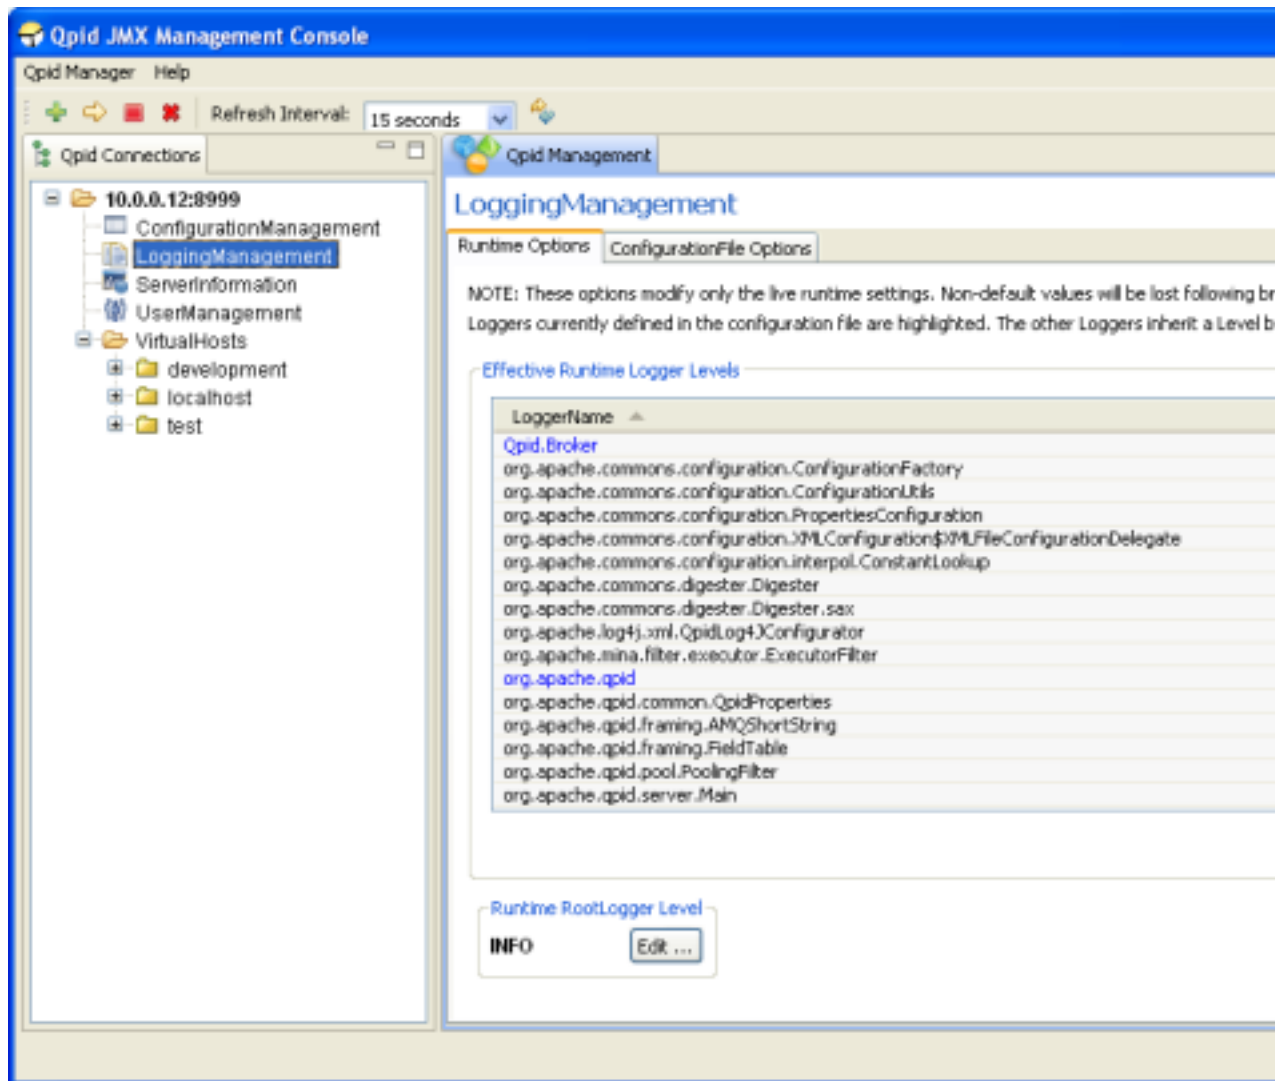 Qpid JMX Management Console
Qpid Manager Help
Refresh Interval: 15 seconds
Qpid Connections
10.0.0.12:8999
ConfigurationManagement
LoggingManagement
ServerInformation
UserManagement
VirtualHosts
development
localhost
test
Qpid Management
LoggingManagement
Runtime Options ConfigurationFile Options
NOTE: These options modify only the live runtime settings. Non-default values will be lost following br
Loggers currently defined in the configuration file are highlighted. The other Loggers inherit a Level b
Effective Runtime Logger Levels
LoggerName
Qpid.Broker
org.apache.commons.configuration.ConfigurationFactory
org.apache.commons.configuration.ConfigurationUtils
org.apache.commons.configuration.PropertiesConfiguration
org.apache.commons.configuration.XMLConfiguration$XMLFileConfigurationDelegate
org.apache.commons.configuration.interpol.ConstantLookup
org.apache.commons.digester.Digester
org.apache.commons.digester.Digester.sax
org.apache.log4j.xml.QpidLog4JConfigurator
org.apache.mina.filter.executor.ExecutorFilter
org.apache.qpid
org.apache.qpid.common.QpidProperties
org.apache.qpid.framing.AMQShortString
org.apache.qpid.framing.FieldTable
org.apache.qpid.pool.PoolingFilter
org.apache.qpid.server.Main
Runtime RootLogger Level
INFO Edit ...